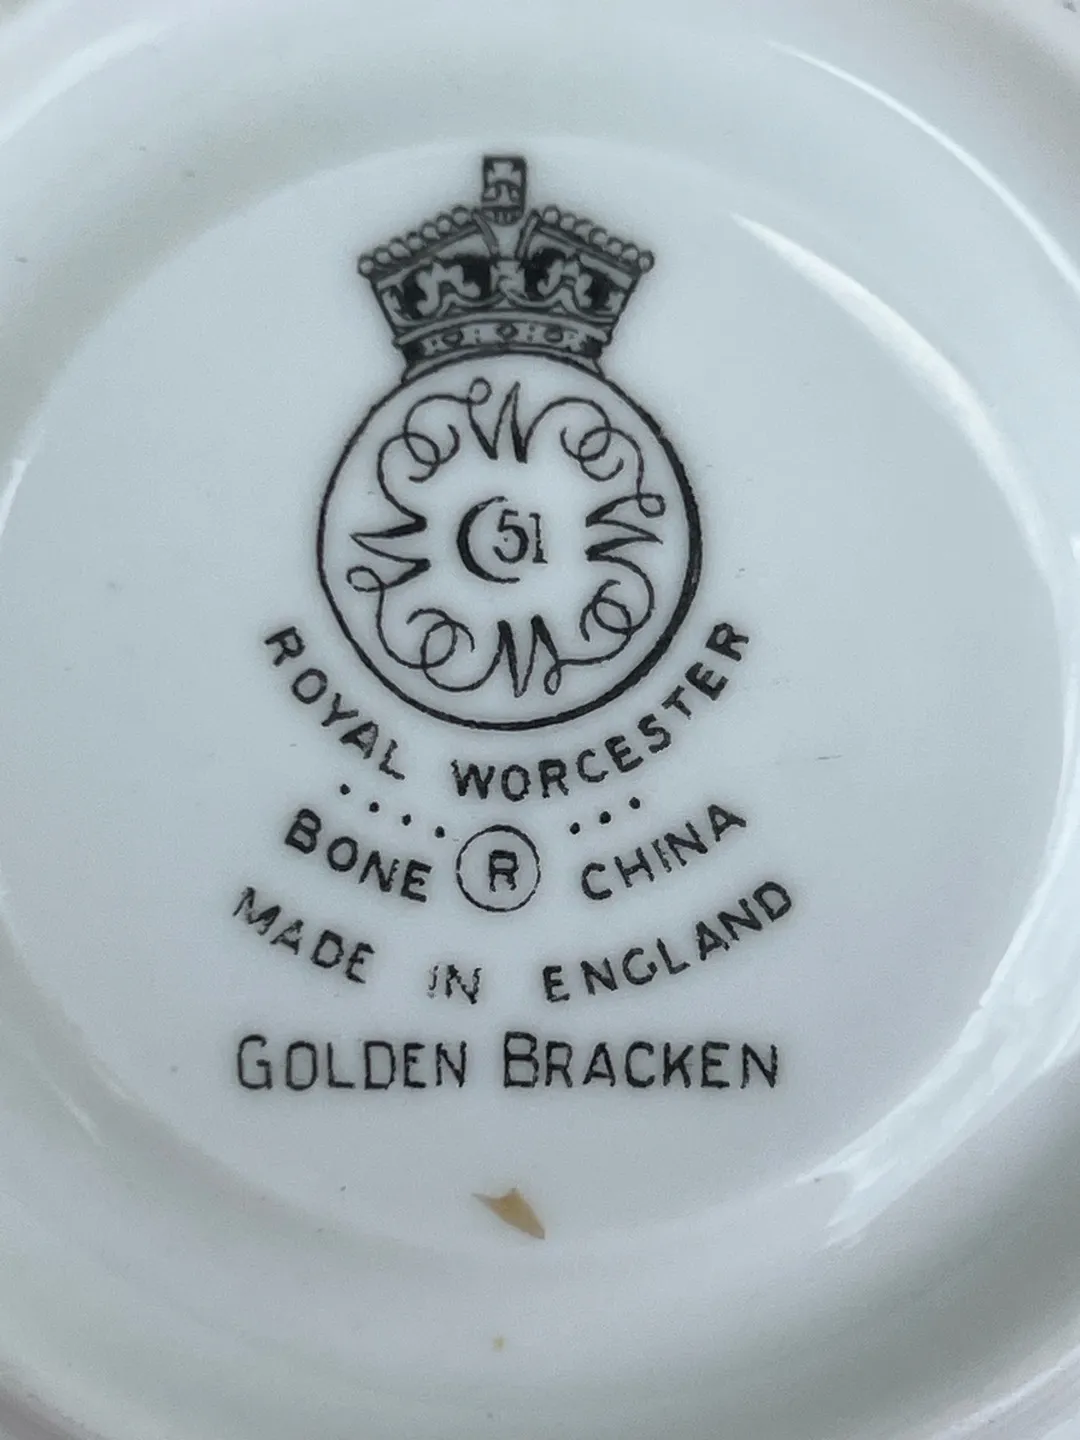 51
ROYAL WORCESTER
BONE ® CHINA
MADE IN ENGLAND
GOLDEN BRACKEN